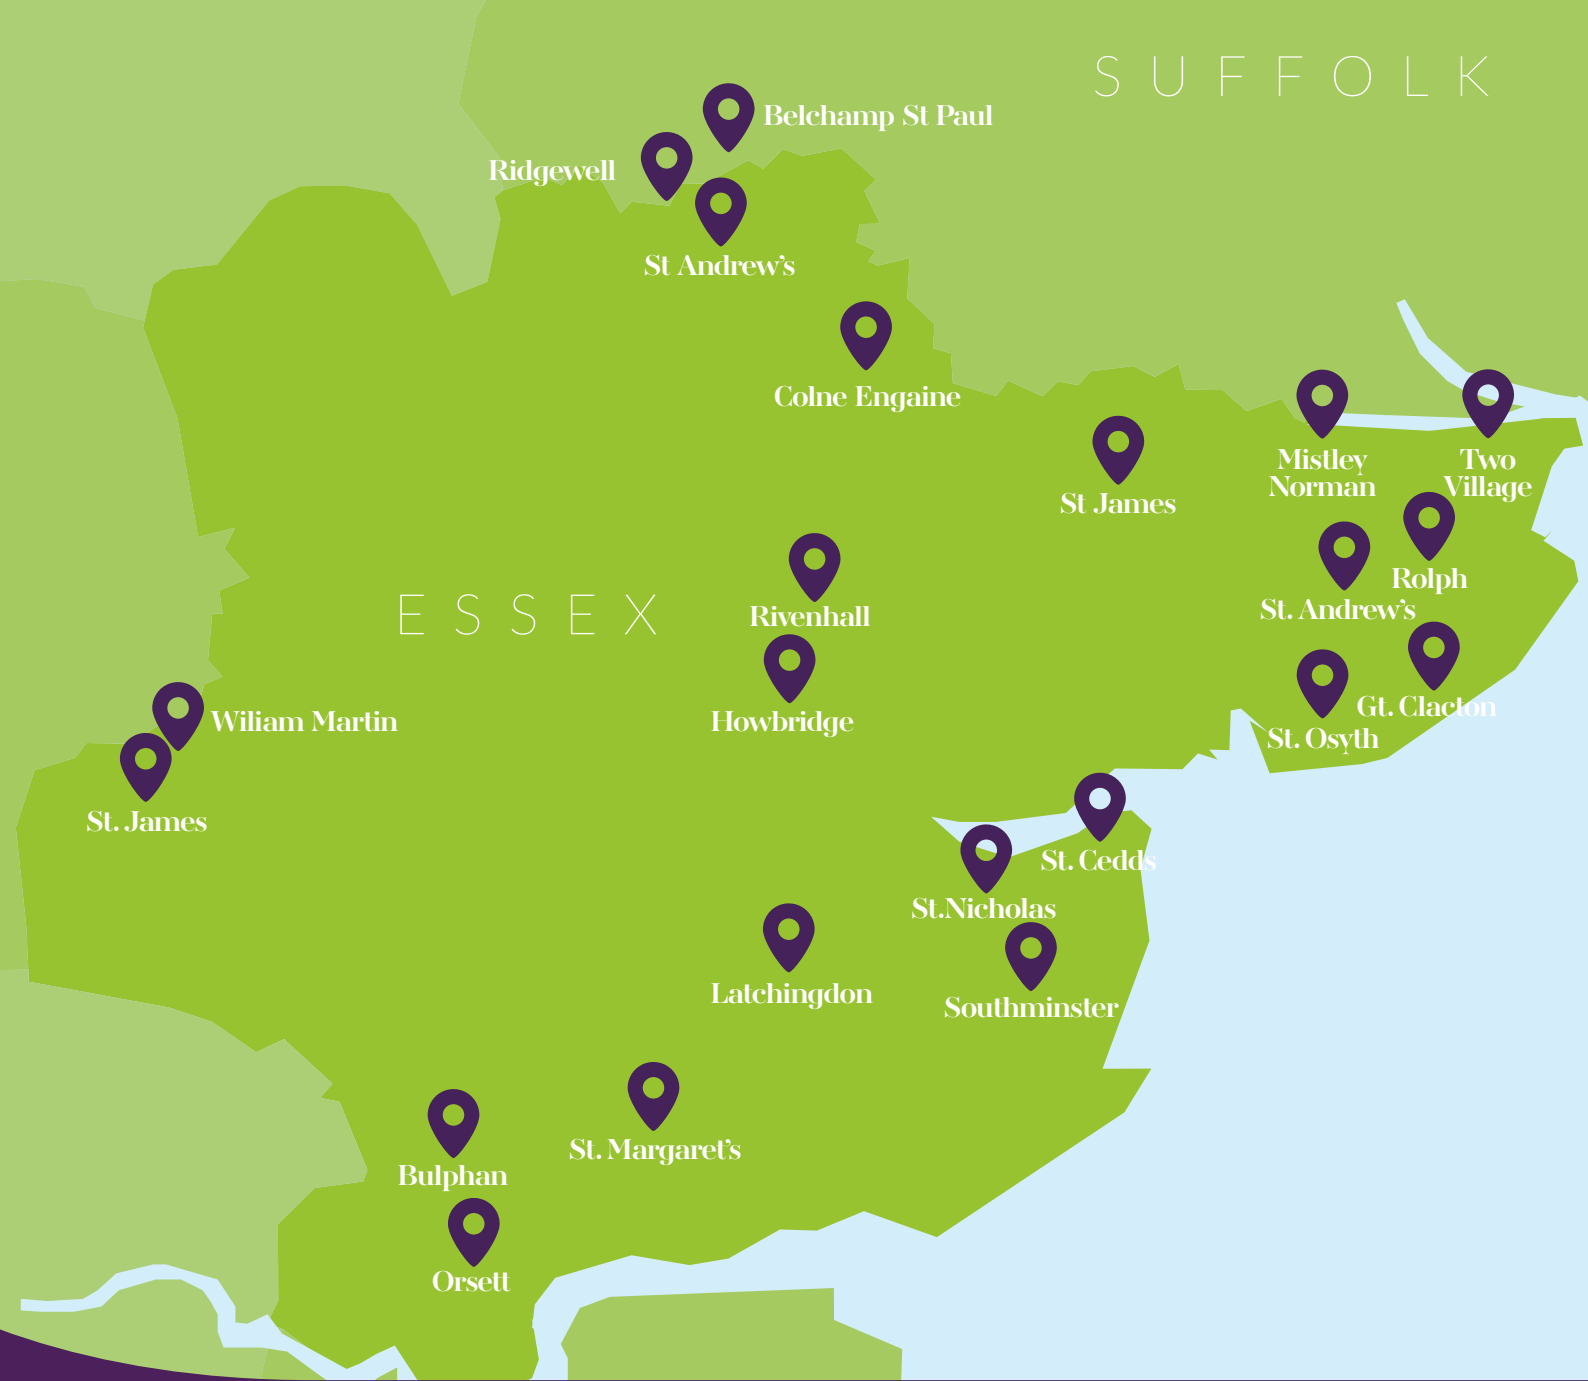 SUFFOLK
Belchamp St Paul
Ridgewell
St Andrew's
Colne Engaine
Mistley
Norman
Two
Village
St James
Rolph
St. Andrew's
ESSEX
Rivenhall
Gt. Clacton
Howbridge
Wiliam Martin
St. Osyth
St. James
St. Cedds
St.Nicholas
Latchingdon
Southminster
St. Margaret's
Bulphan
Orsett